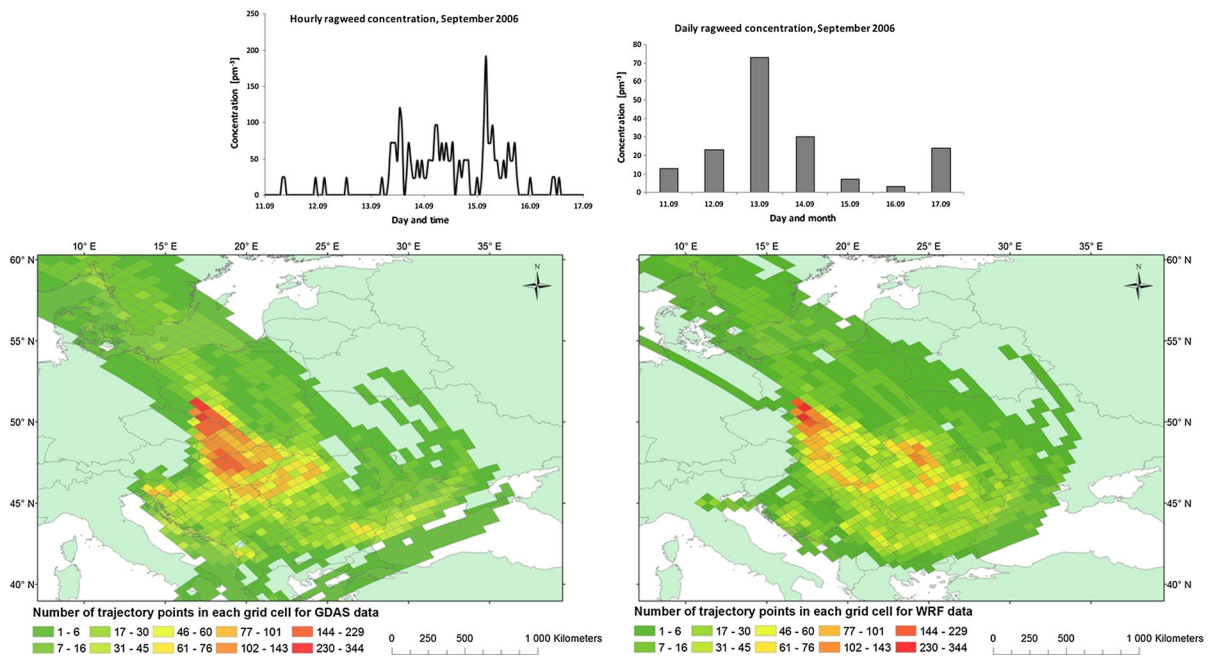 Hourly ragweed concentration, September 2006
Concentration [pm-3]
250
200
150
100
50
0
11.09 12.09 13.09 14.09 15.09 16.09 17.09
Day and time
Daily ragweed concentration, September 2006
Concentration [pm-3]
80
70
60
50
40
30
20
10
0
11.09 12.09 13.09 14.09 15.09 16.09 17.09
Day and month
10° E 15° E 20° E 25° E 30° E 35° E
60° N
55° N
50° N
45° N
40° N
N
Number of trajectory points in each grid cell for GDAS data
1 - 6 17 - 30 46 - 60 77 - 101 144 - 229
7 - 16 31 - 45 61 - 76 102 - 143 230 - 344
0 250 500 1 000 Kilometers
10° E 15° E 20° E 25° E 30° E 35° E
60° N
55° N
50° N
45° N
40° N
N
Number of trajectory points in each grid cell for WRF data
1 - 6 17 - 30 46 - 60 77 - 101 144 - 229
7 - 16 31 - 45 61 - 76 102 - 143 230 - 344
0 250 500 1 000 Kilometers